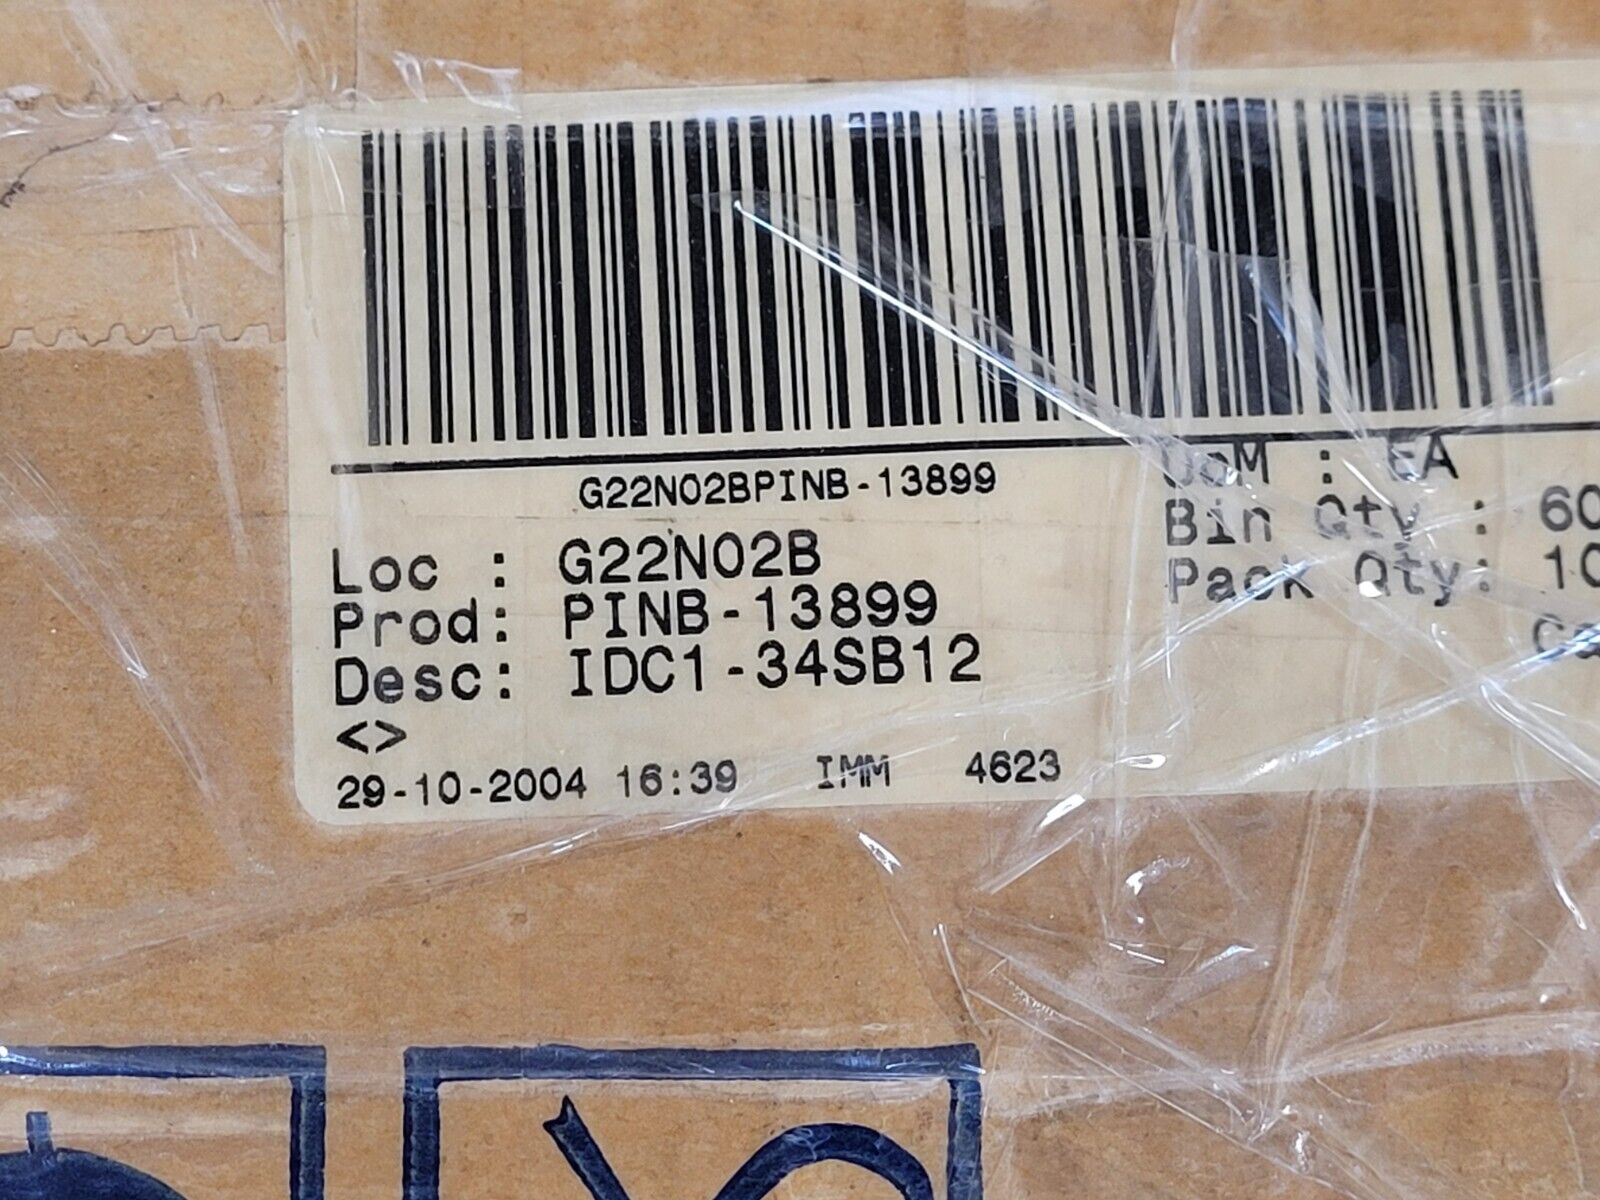 G22N02BPINB-13899
UoM : EA
Bin Qty : 60
Pack Qty: 10
Loc : G22N02B
Prod: PINB-13899
Desc: IDC1-34SB12
<>
29-10-2004 16:39 IMM 4623